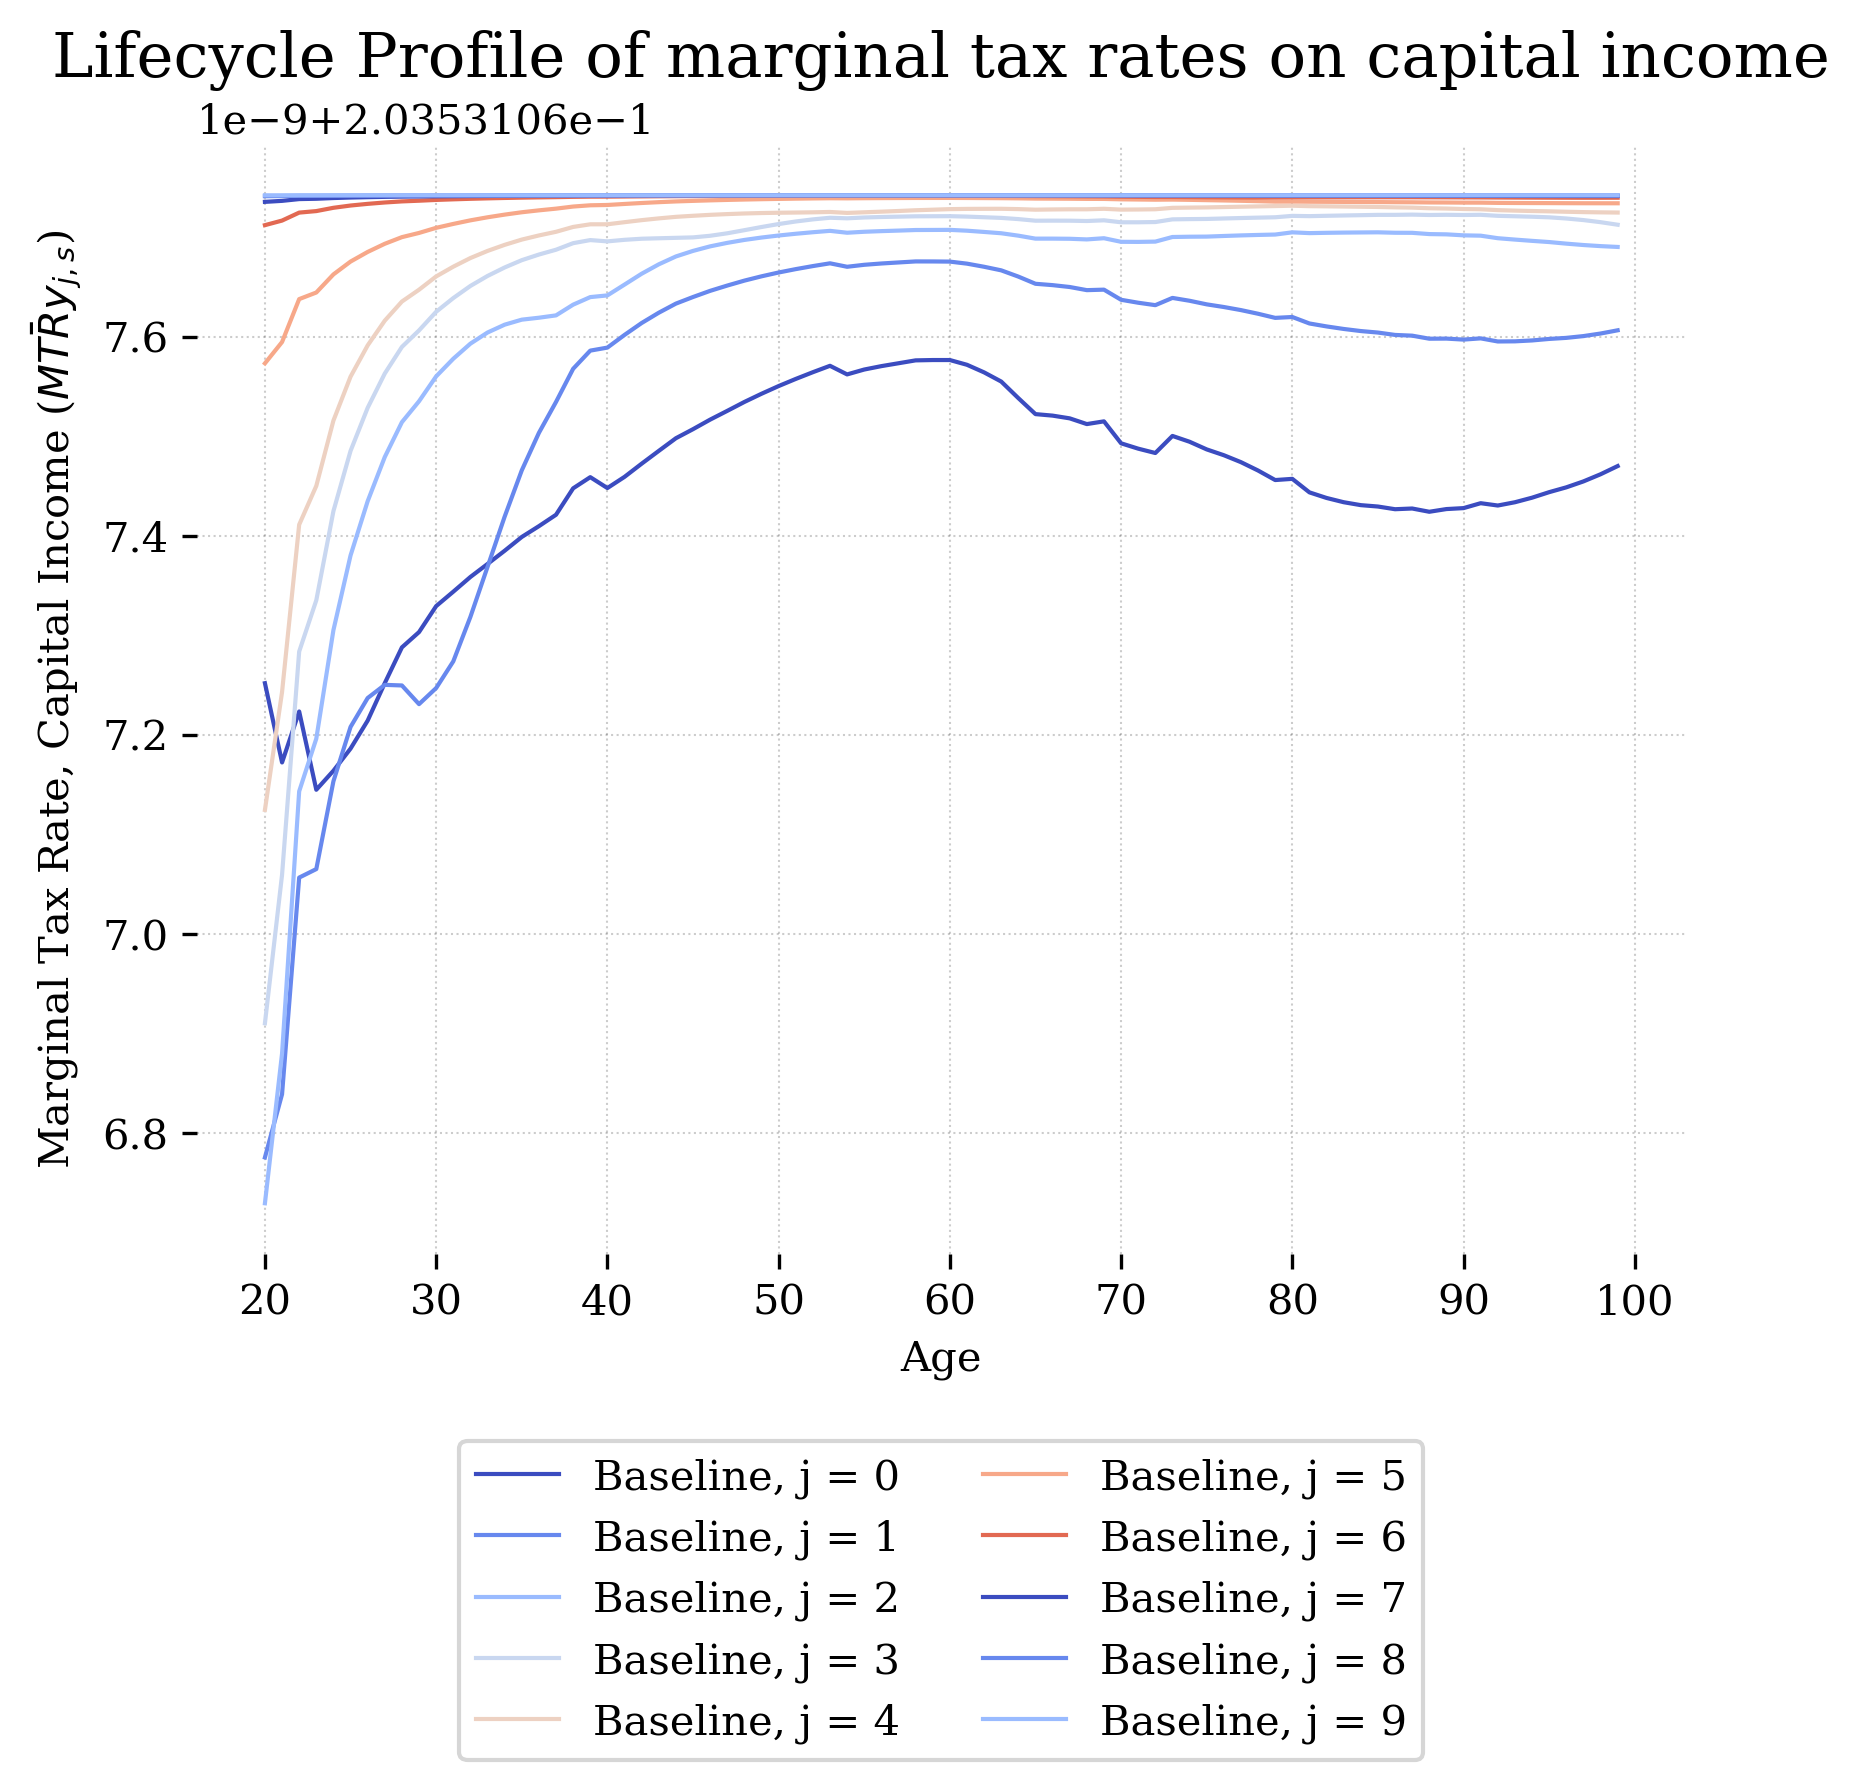 Lifecycle Profile of marginal tax rates on capital income
1e−9+2.0353106e−1
Marginal Tax Rate, Capital Income ($\bar{MTR}y_{j,s}$)
7.6
7.4
7.2
7.0
6.8
20 30 40 50 60 70 80 90 100
Age
Baseline, j = 0
Baseline, j = 1
Baseline, j = 2
Baseline, j = 3
Baseline, j = 4
Baseline, j = 5
Baseline, j = 6
Baseline, j = 7
Baseline, j = 8
Baseline, j = 9